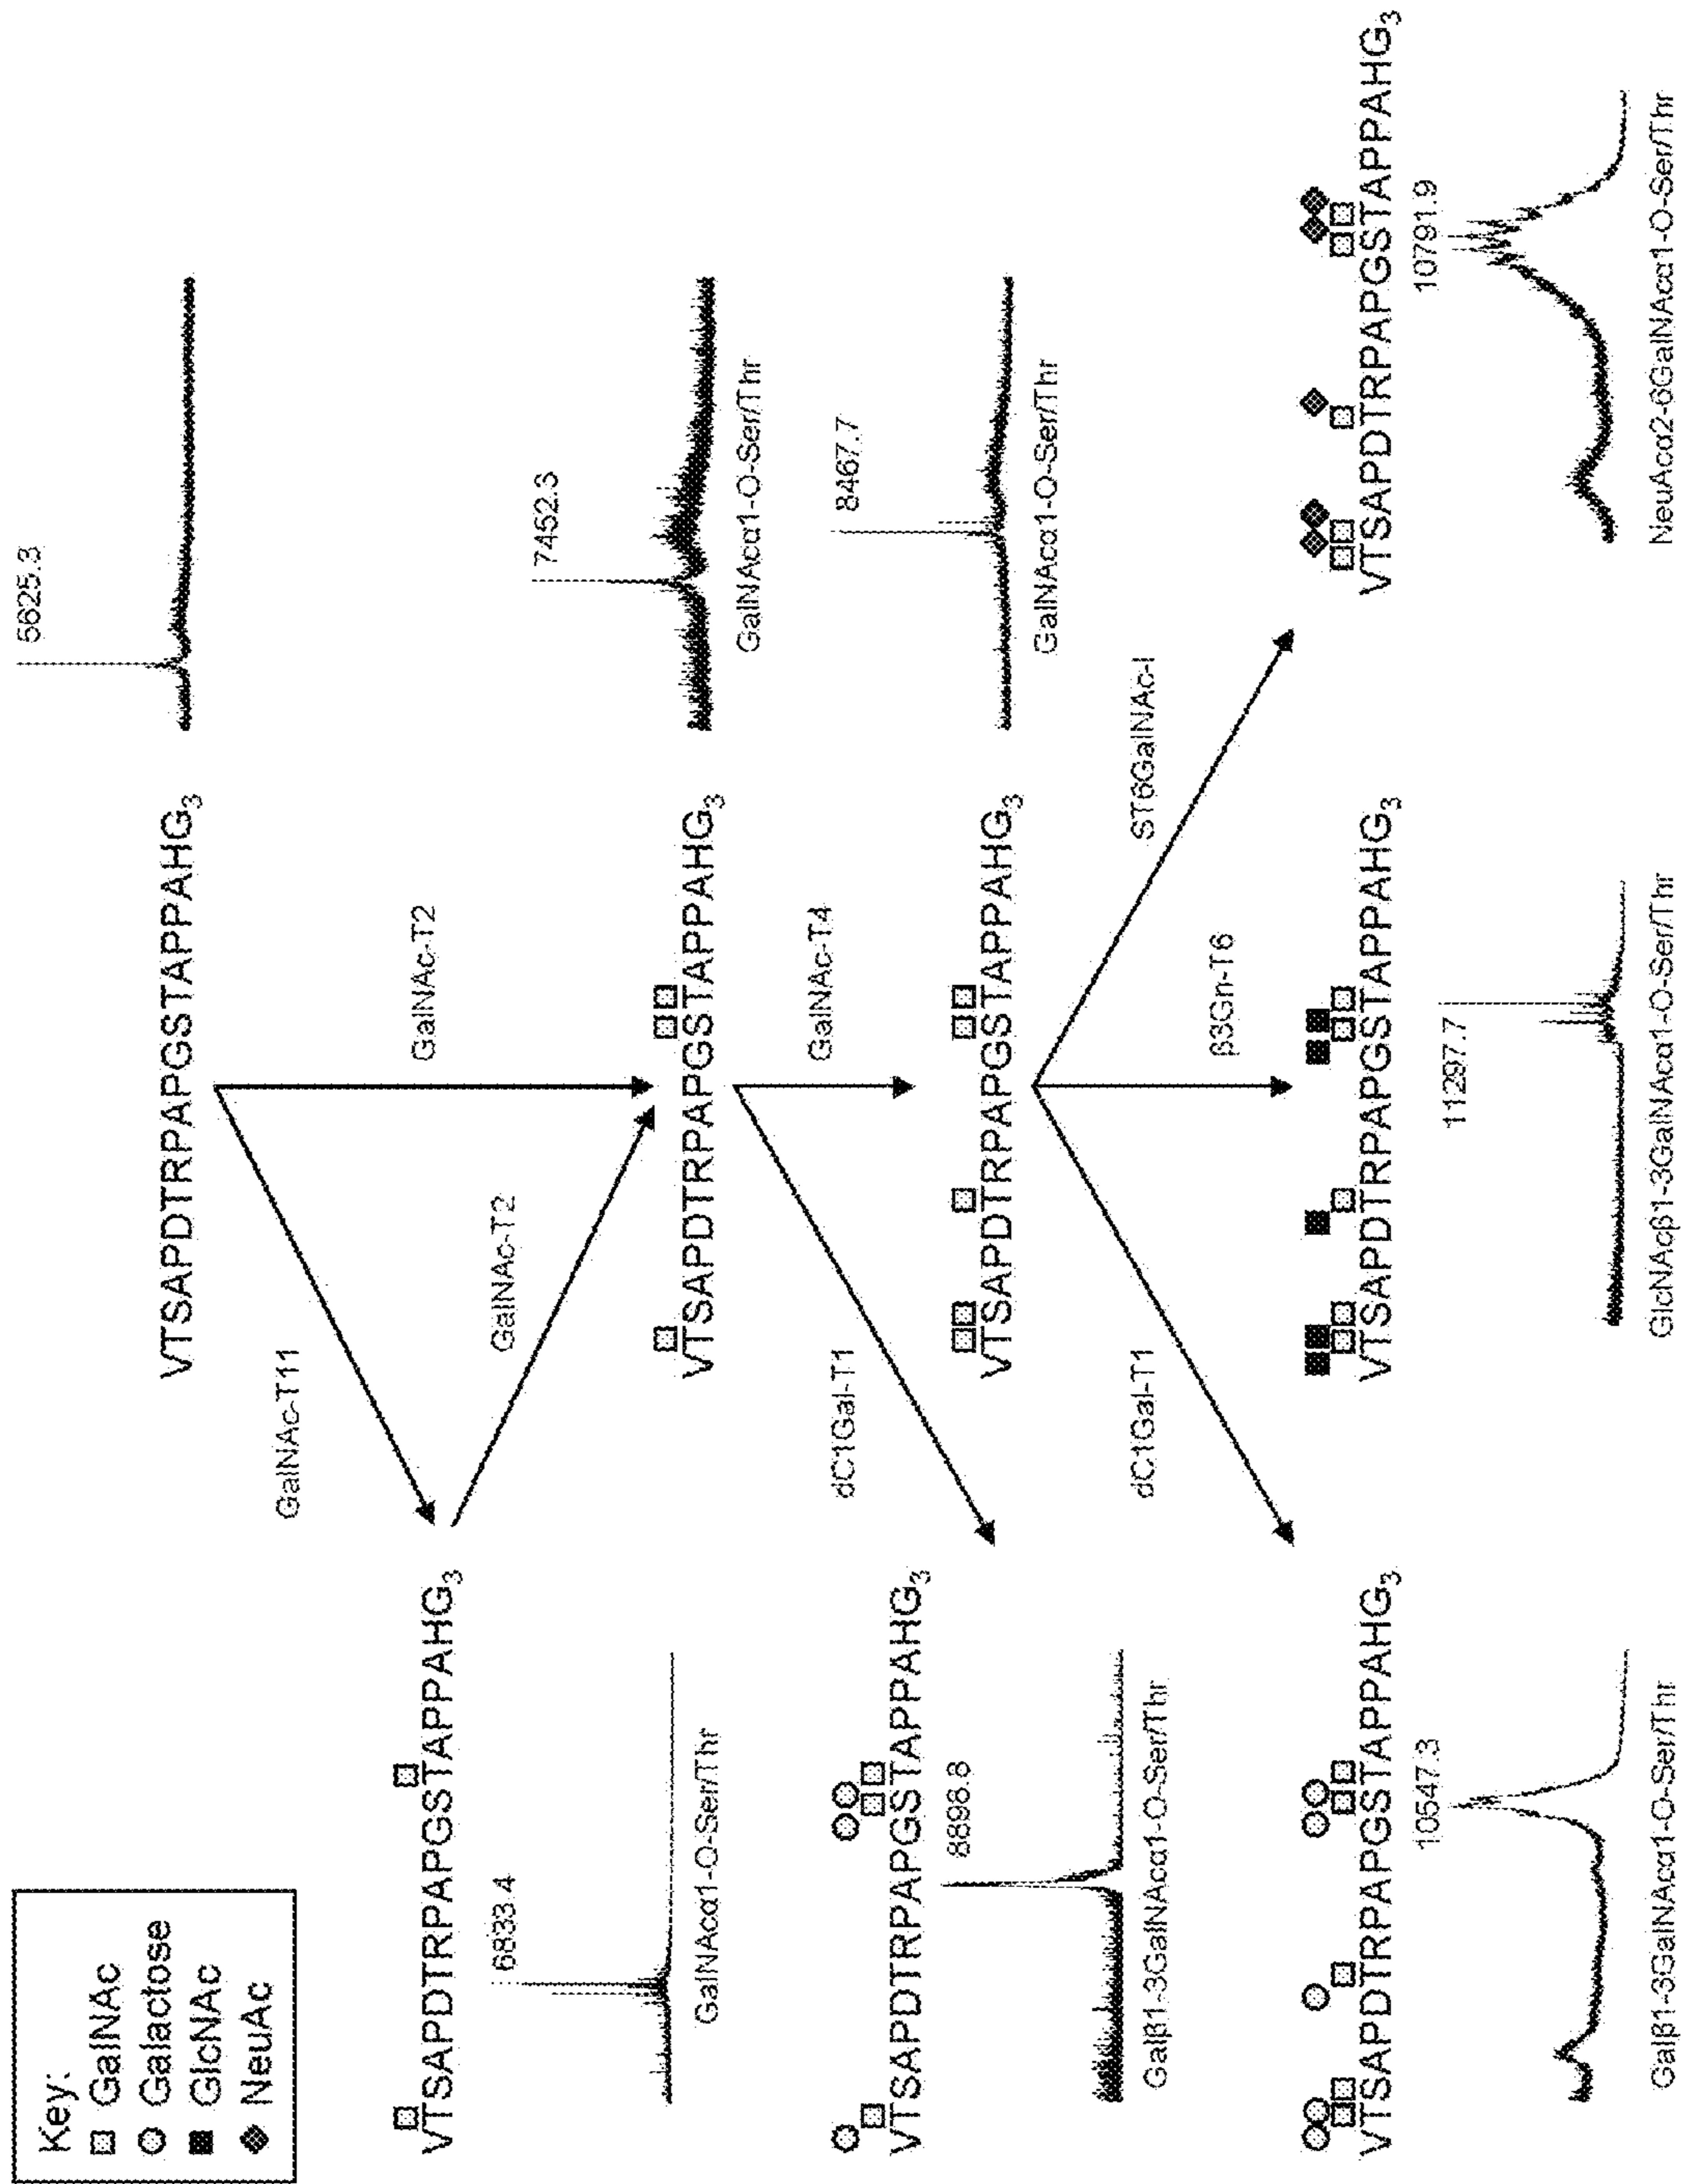 Key:
GalNAc
Galactose
GlcNAc
NeuAc
VTSAPDTRPAPGSTAPPAHG3
5625.3
GalNAc-T11
GalNAc-T2
GalNAc-T2
VTSAPDTRPAPGSTAPPAHG3
6833.4
GalNAcα1-O-Ser/Thr
VTSAPDTRPAPGSTAPPAHG3
7452.3
GalNAcα1-O-Ser/Thr
dC1Gal-T1
GalNAc-T4
VTSAPDTRPAPGSTAPPAHG3
8898.8
Galβ1-3GalNAcα1-O-Ser/Thr
VTSAPDTRPAPGSTAPPAHG3
8467.7
GalNAcα1-O-Ser/Thr
dC1Gal-T1
β3Gn-T6
ST6GalNAc-I
VTSAPDTRPAPGSTAPPAHG3
10547.3
Galβ1-3GalNAcα1-O-Ser/Thr
VTSAPDTRPAPGSTAPPAHG3
11297.7
GlcNAcβ1-3GalNAcα1-O-Ser/Thr
VTSAPDTRPAPGSTAPPAHG3
10791.9
NeuAcα2-6GalNAcα1-O-Ser/Thr